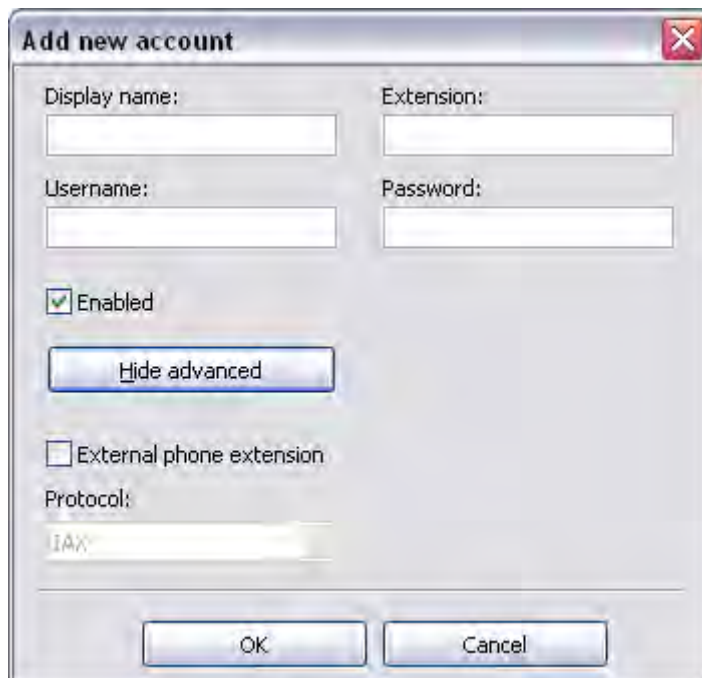 Add new account
Display name: Extension:
Username: Password:
Enabled
Hide advanced
External phone extension
Protocol:
IAX
OK Cancel